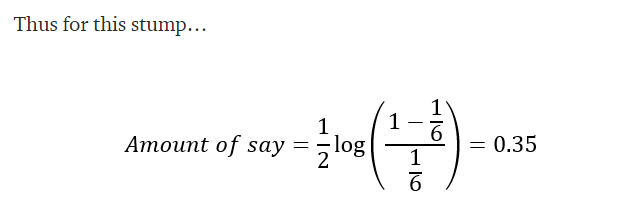 Thus for this stump…
Amount of say = 1/2 log((1 − 1/6) / (1/6)) = 0.35